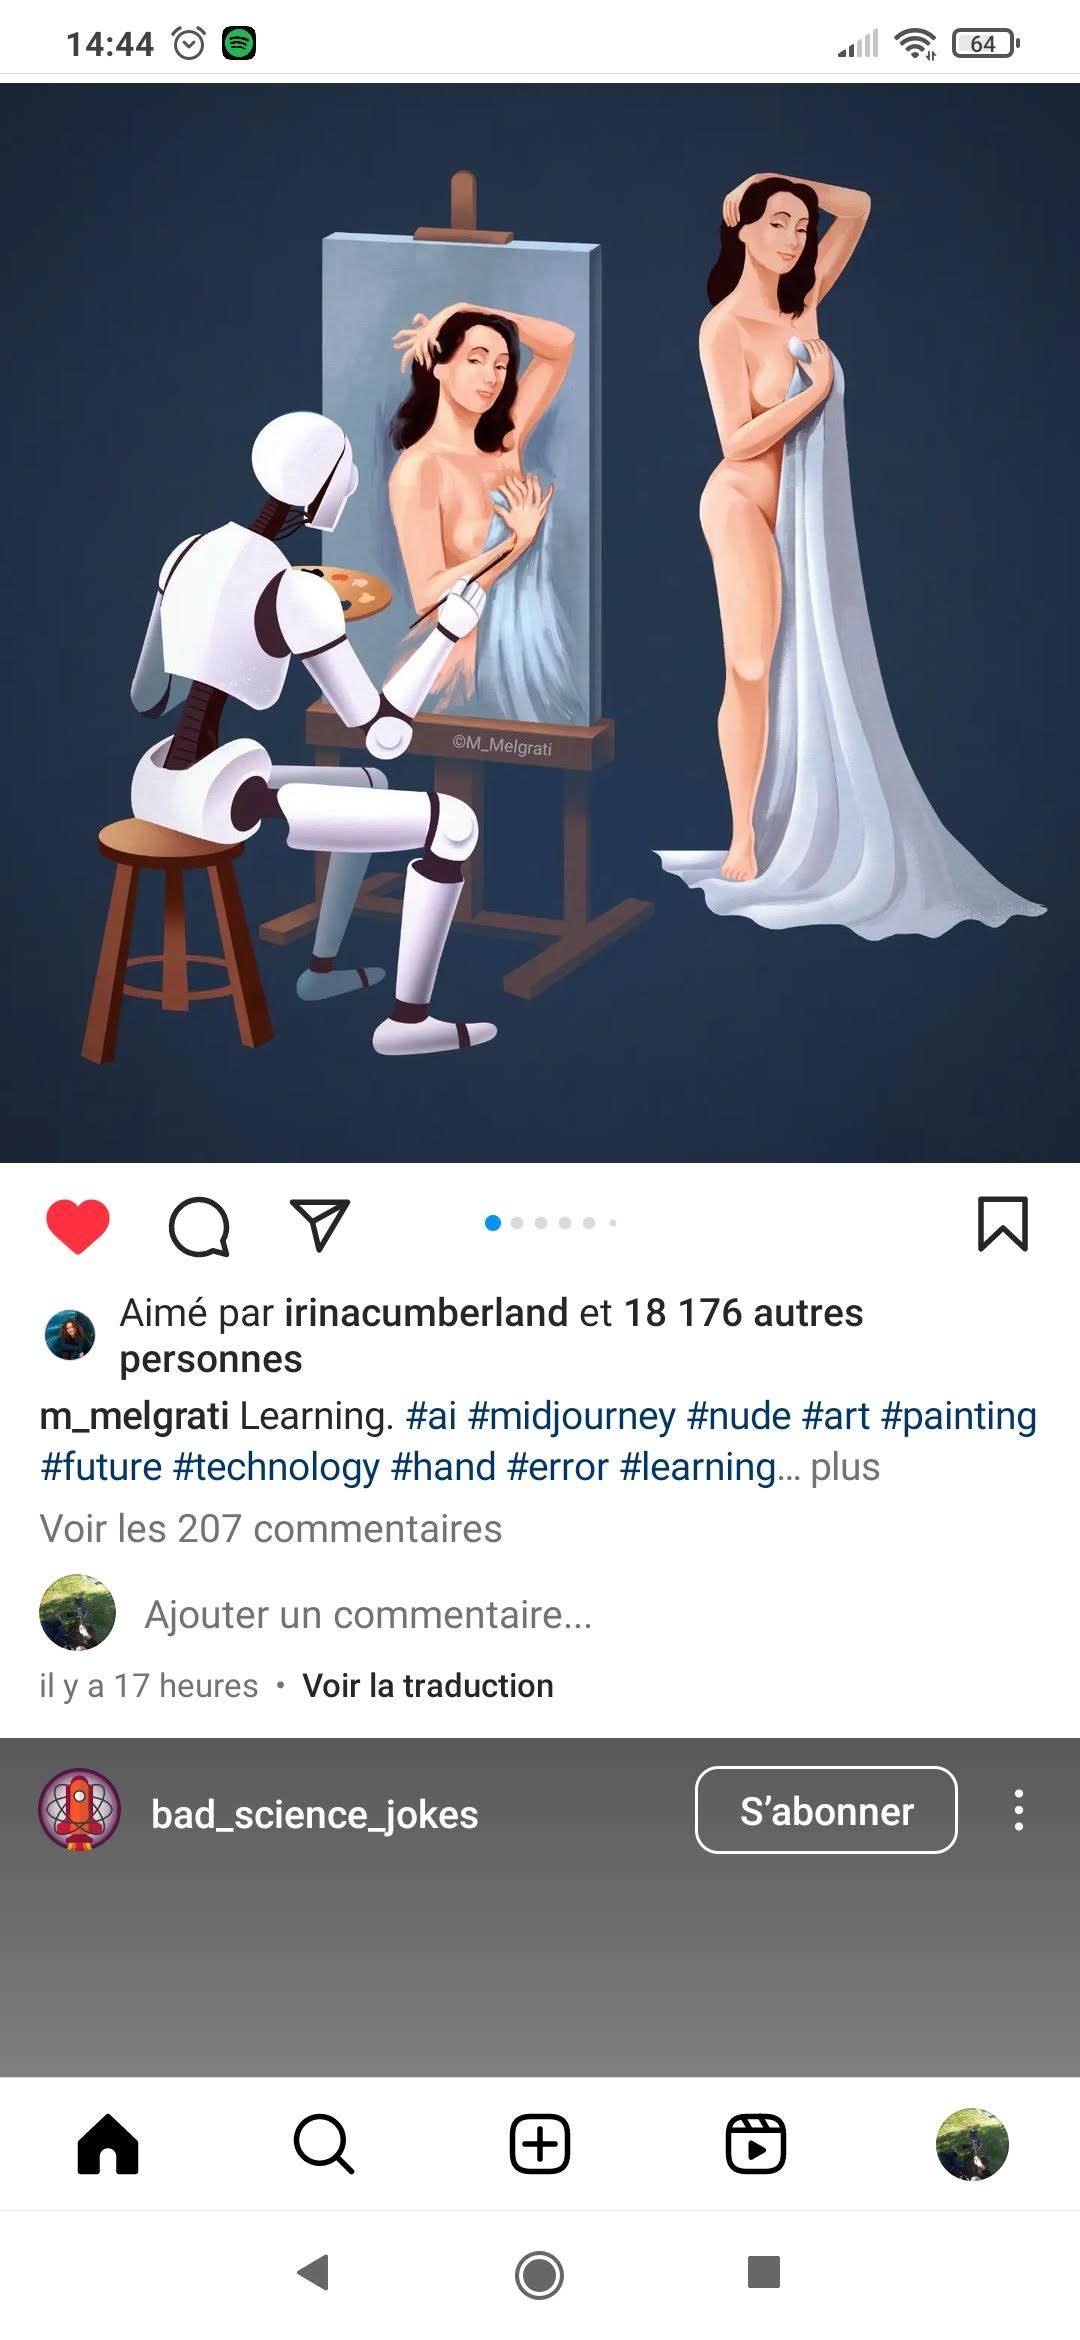 14:44
64
©M_Melgrati
Aimé par irinacumberland et 18 176 autres
personnes
m_melgrati Learning. #ai #midjourney #nude #art #painting
#future #technology #hand #error #learning... plus
Voir les 207 commentaires
Ajouter un commentaire...
il y a 17 heures • Voir la traduction
bad_science_jokes
S'abonner